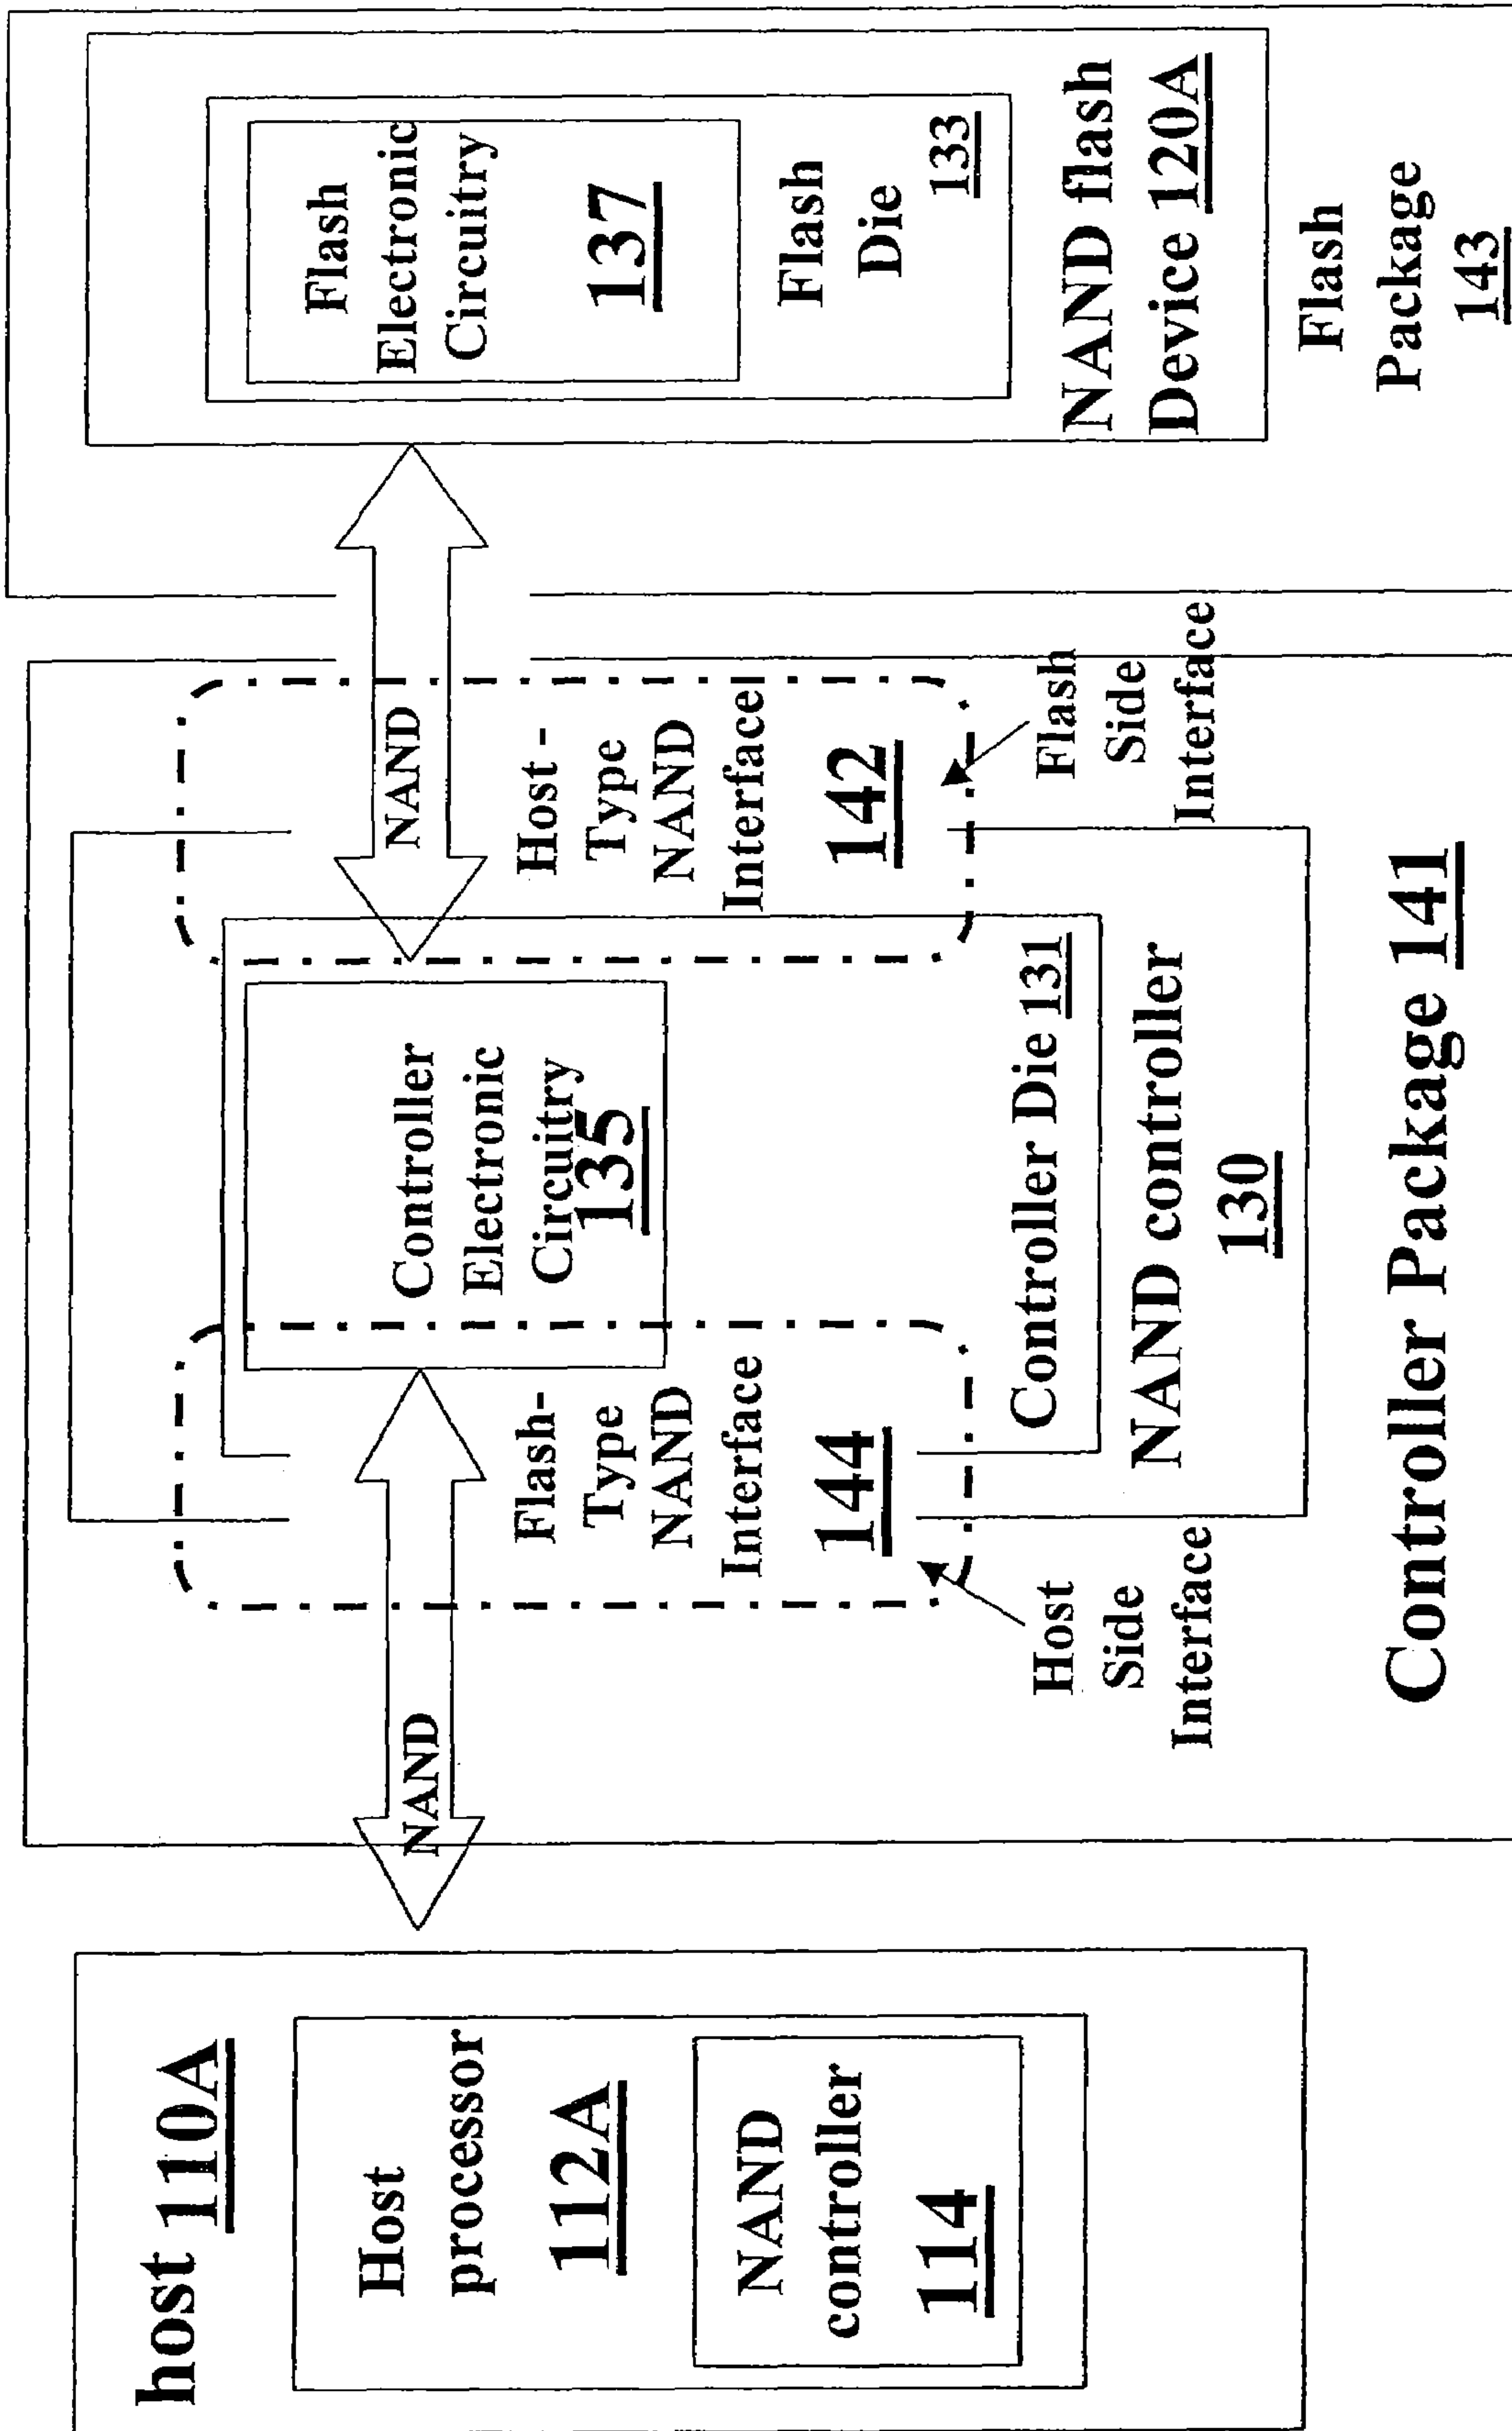 host 110A
Host
processor
112A
NAND
controller
114
NAND
Flash-
Type
NAND
Interface
144
Host
Side
Interface
Controller
Electronic
Circuitry
135
Controller Die 131
NAND controller
130
Controller Package 141
NAND
Host -
Type
NAND
Interface
142
Flash
Side
Interface
Flash
Electronic
Circuitry
137
Flash
Die
133
NAND flash
Device 120A
Flash
Package
143